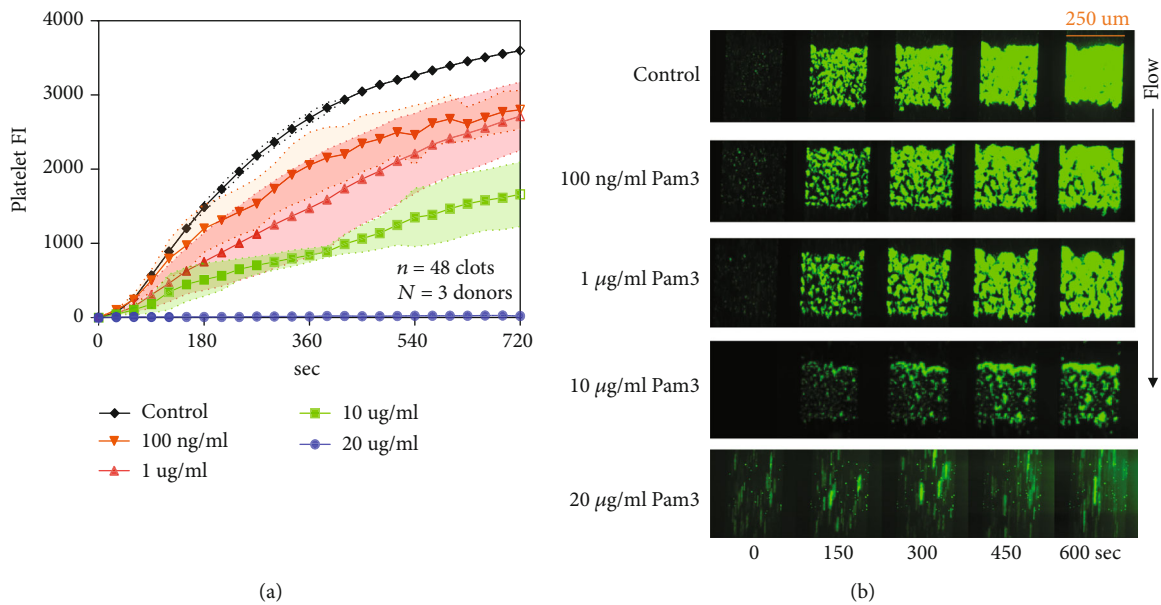 4000
3000
2000
1000
0
Platelet FI
0 180 360 540 720
sec
n = 48 clots
N = 3 donors
Control
100 ng/ml
1 ug/ml
10 ug/ml
20 ug/ml
(a)
250 um
Control
100 ng/ml Pam3
1 μg/ml Pam3
10 μg/ml Pam3
20 μg/ml Pam3
Flow
0 150 300 450 600 sec
(b)